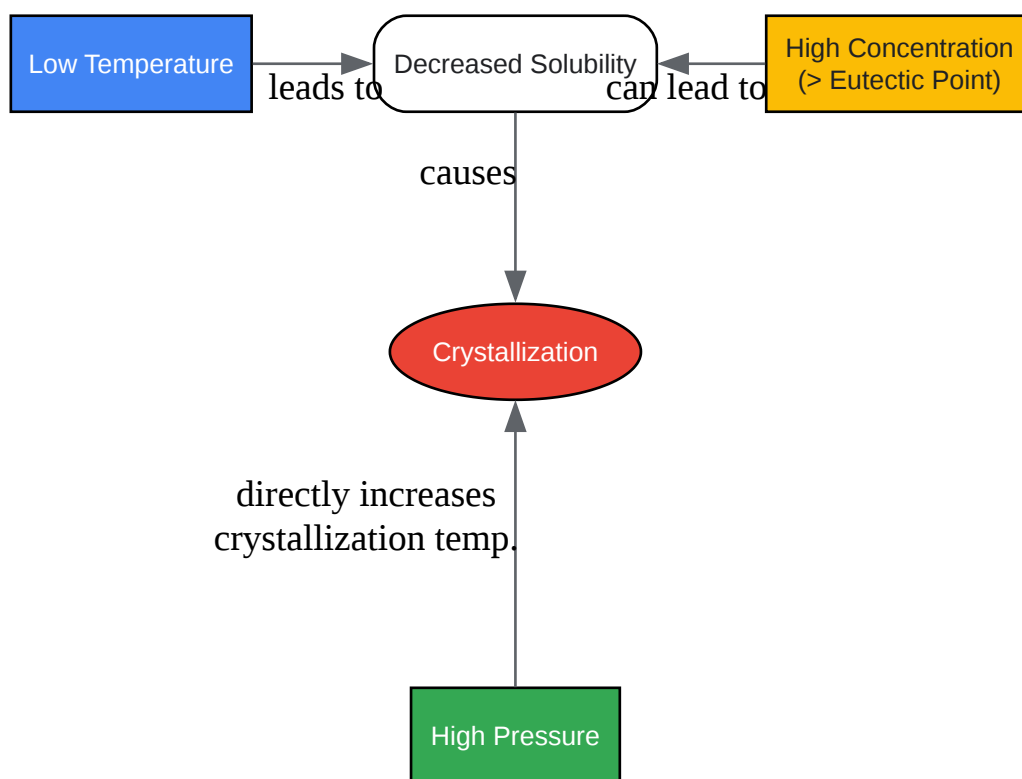 Low Temperature
leads to
Decreased Solubility
can lead to
High Concentration
(> Eutectic Point)
causes
Crystallization
directly increases
crystallization temp.
High Pressure